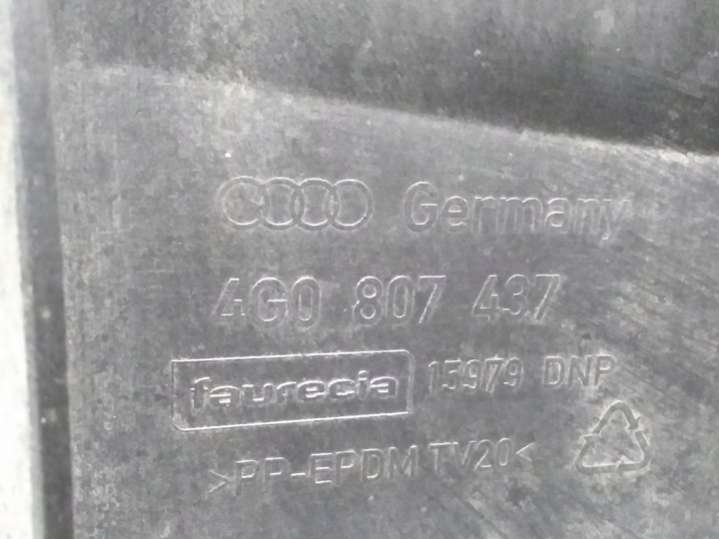 Germany
4G0 807 437
faurecia 15979 DNP
>PP-EPDM TV20<